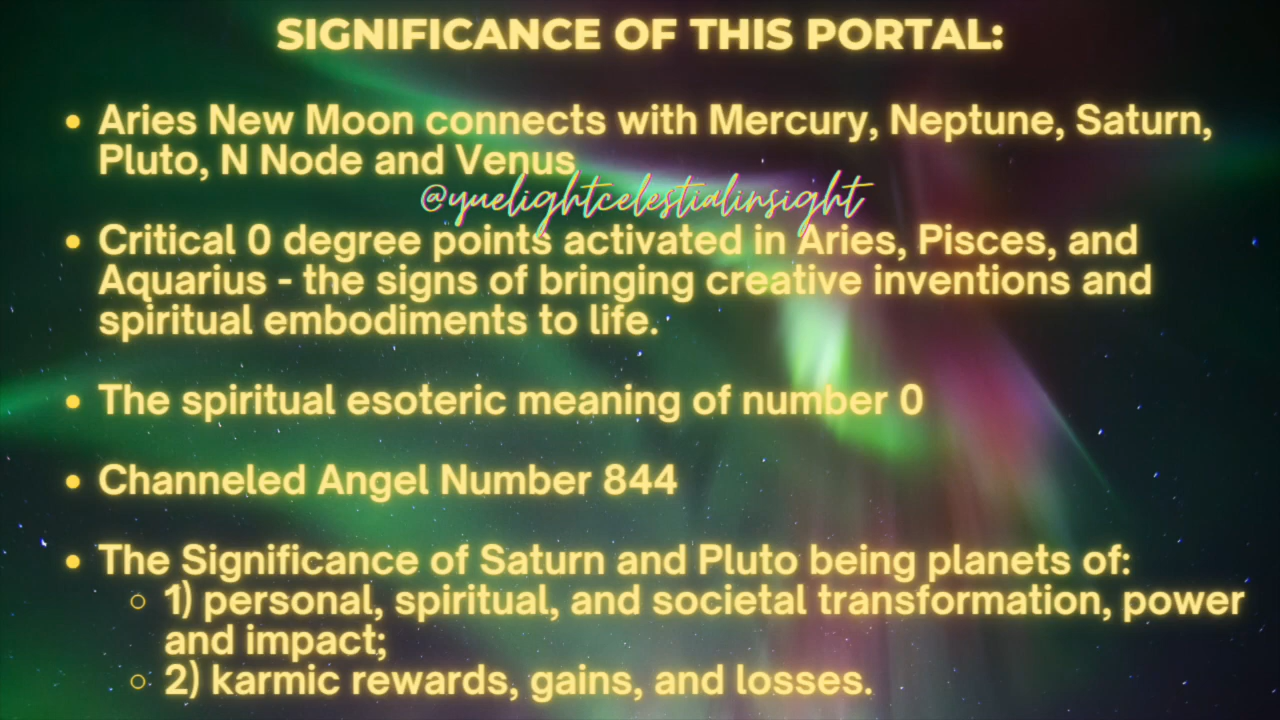 SIGNIFICANCE OF THIS PORTAL:
• Aries New Moon connects with Mercury, Neptune, Saturn,
Pluto, N Node and Venus
@yuelightcelestialinsight
• Critical 0 degree points activated in Aries, Pisces, and
Aquarius - the signs of bringing creative inventions and
spiritual embodiments to life.
• The spiritual esoteric meaning of number 0
• Channeled Angel Number 844
• The Significance of Saturn and Pluto being planets of:
○ 1) personal, spiritual, and societal transformation, power
and impact;
○ 2) karmic rewards, gains, and losses.